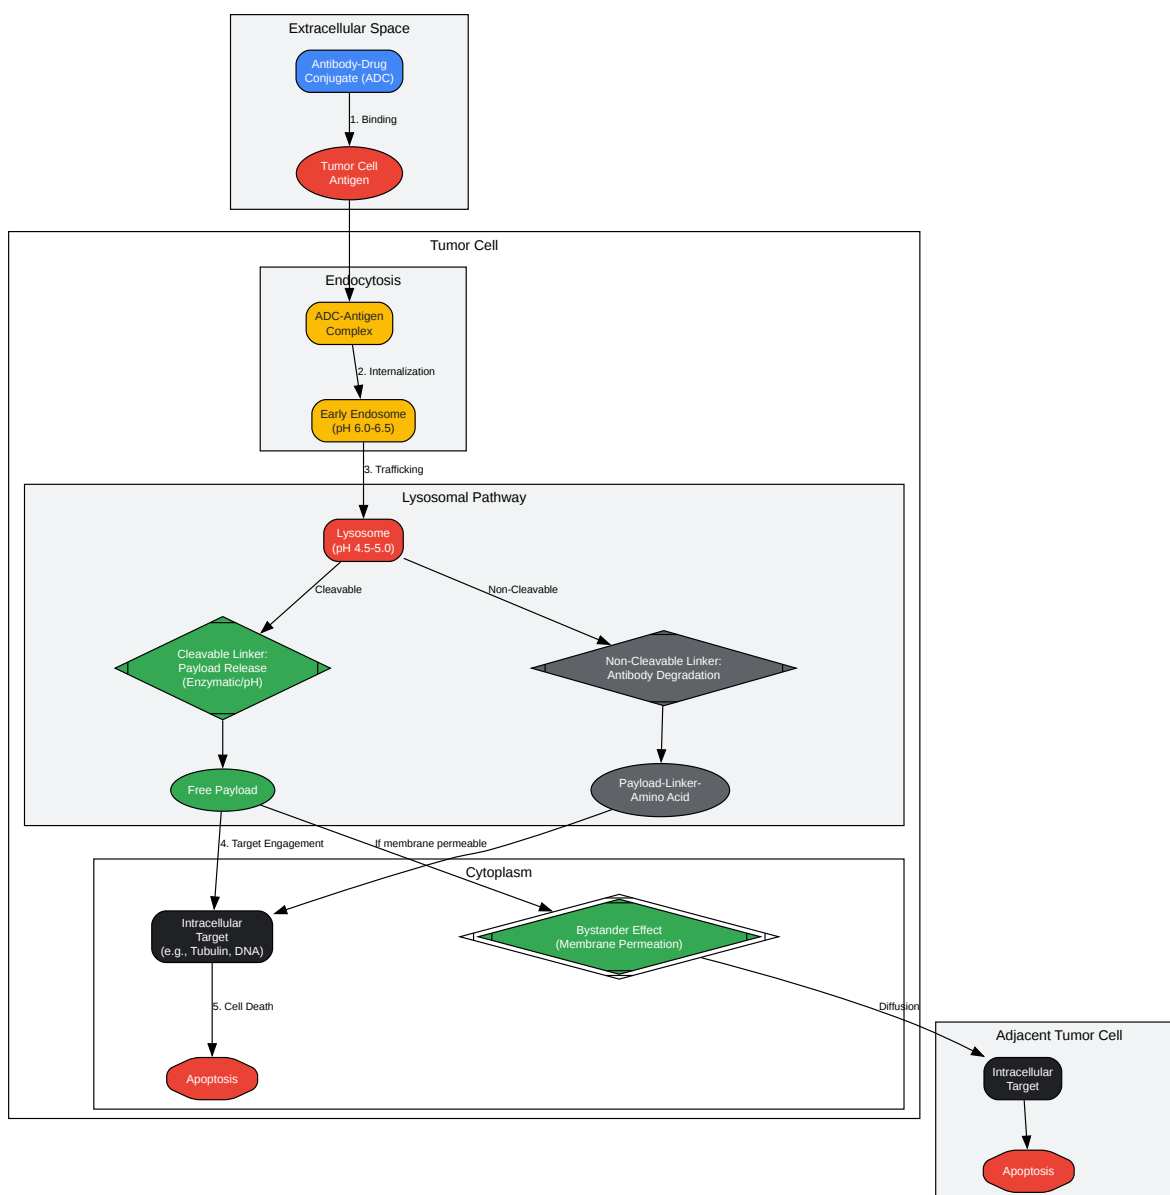 Extracellular Space
Antibody-Drug
Conjugate (ADC)
1. Binding
Tumor Cell
Antigen
Tumor Cell
Endocytosis
ADC-Antigen
Complex
2. Internalization
Early Endosome
(pH 6.0-6.5)
3. Trafficking
Lysosomal Pathway
Lysosome
(pH 4.5-5.0)
Cleavable
Non-Cleavable
Cleavable Linker:
Payload Release
(Enzymatic/pH)
Non-Cleavable Linker:
Antibody Degradation
Free Payload
Payload-Linker-
Amino Acid
4. Target Engagement
If membrane permeable
Cytoplasm
Intracellular
Target
(e.g., Tubulin, DNA)
Bystander Effect
(Membrane Permeation)
5. Cell Death
Diffusion
Apoptosis
Adjacent Tumor Cell
Intracellular
Target
Apoptosis